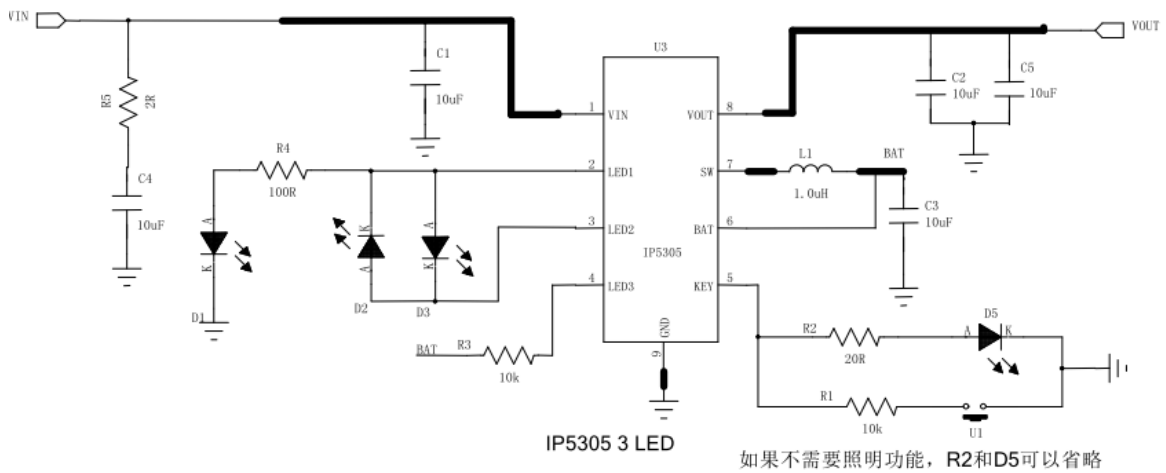 VIN
VOUT
U3
C1
10uF
C2
10uF
C5
10uF
R5
2R
1
VIN
VOUT
8
R4
100R
2
LED1
SW
7
L1
1.0uH
BAT
C4
10uF
C3
10uF
A
K
K
A
A
K
3
LED2
BAT
6
IP5305
4
LED3
KEY
5
D1
D2
D3
GND
9
BAT
R3
10k
R2
20R
A
D5
K
R1
10k
U1
IP5305 3 LED
如果不需要照明功能，R2和D5可以省略